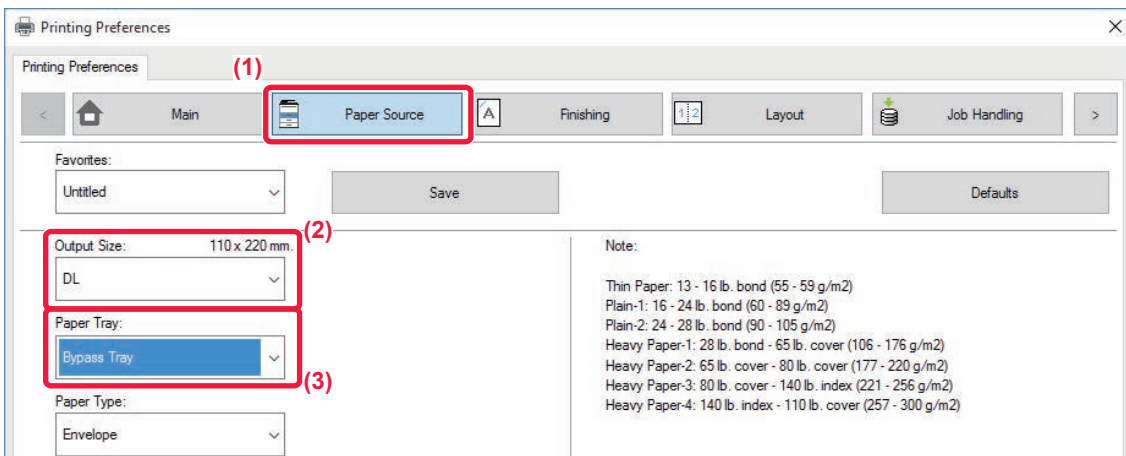 Printing Preferences
Printing Preferences
(1)
< Main Paper Source A Finishing 1 2 Layout Job Handling >
Favorites:
Untitled Save Defaults
(2)
Output Size: 110 x 220 mm.
DL
Paper Tray:
Bypass Tray
(3)
Paper Type:
Envelope
Note:
Thin Paper: 13 - 16 lb. bond (55 - 59 g/m2)
Plain-1: 16 - 24 lb. bond (60 - 89 g/m2)
Plain-2: 24 - 28 lb. bond (90 - 105 g/m2)
Heavy Paper-1: 28 lb. bond - 65 lb. cover (106 - 176 g/m2)
Heavy Paper-2: 65 lb. cover - 80 lb. cover (177 - 220 g/m2)
Heavy Paper-3: 80 lb. cover - 140 lb. index (221 - 256 g/m2)
Heavy Paper-4: 140 lb. index - 110 lb. cover (257 - 300 g/m2)